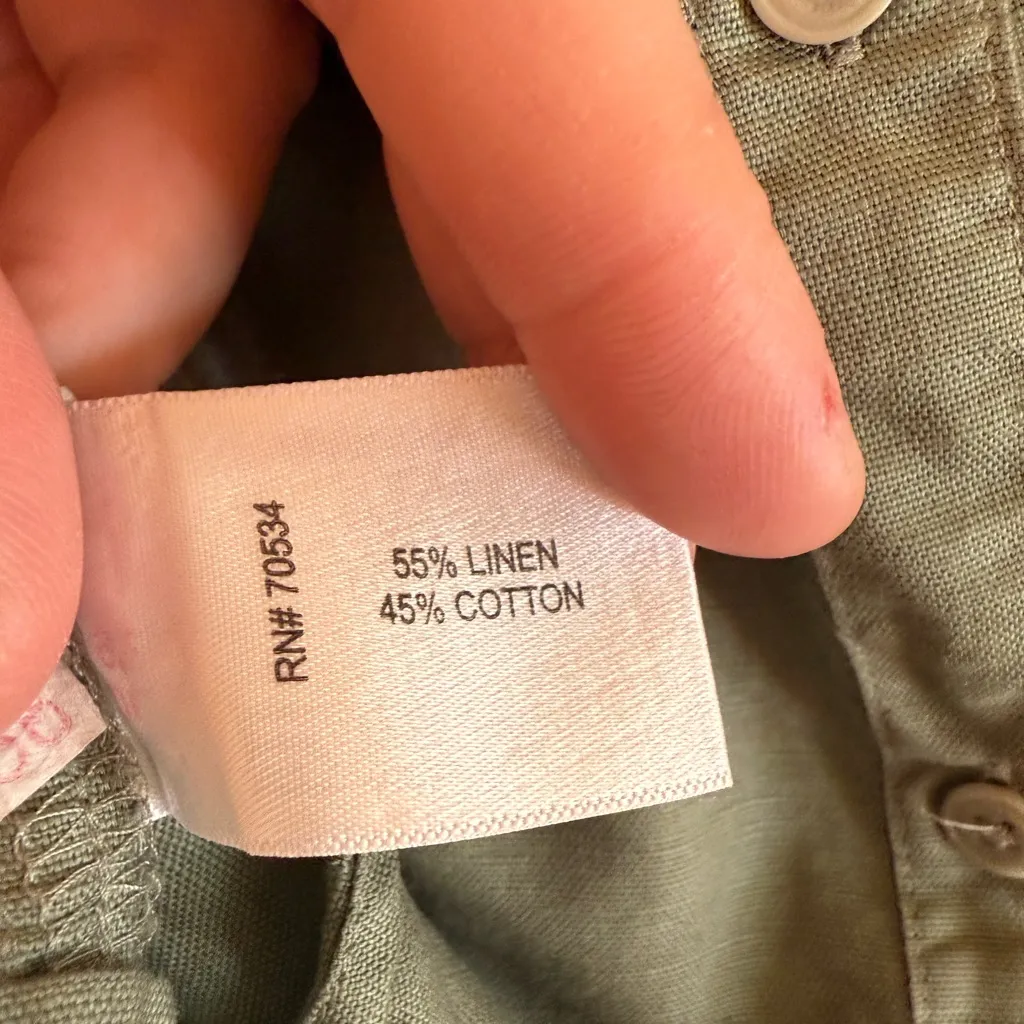 RN# 70534
55% LINEN
45% COTTON